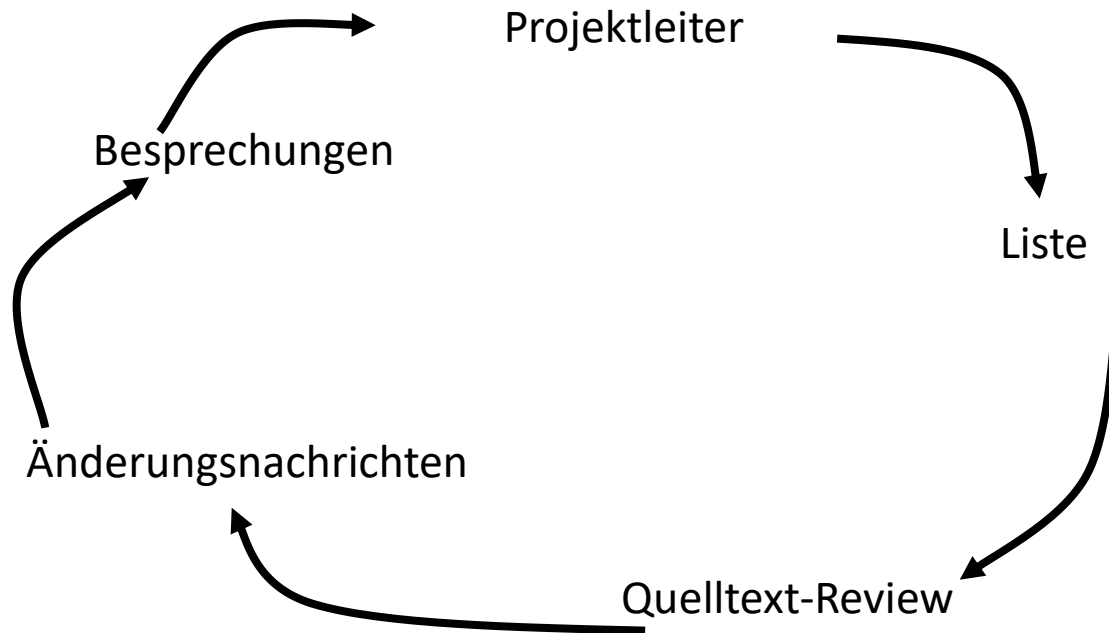 Projektleiter
Besprechungen
Liste
Änderungsnachrichten
Quelltext-Review